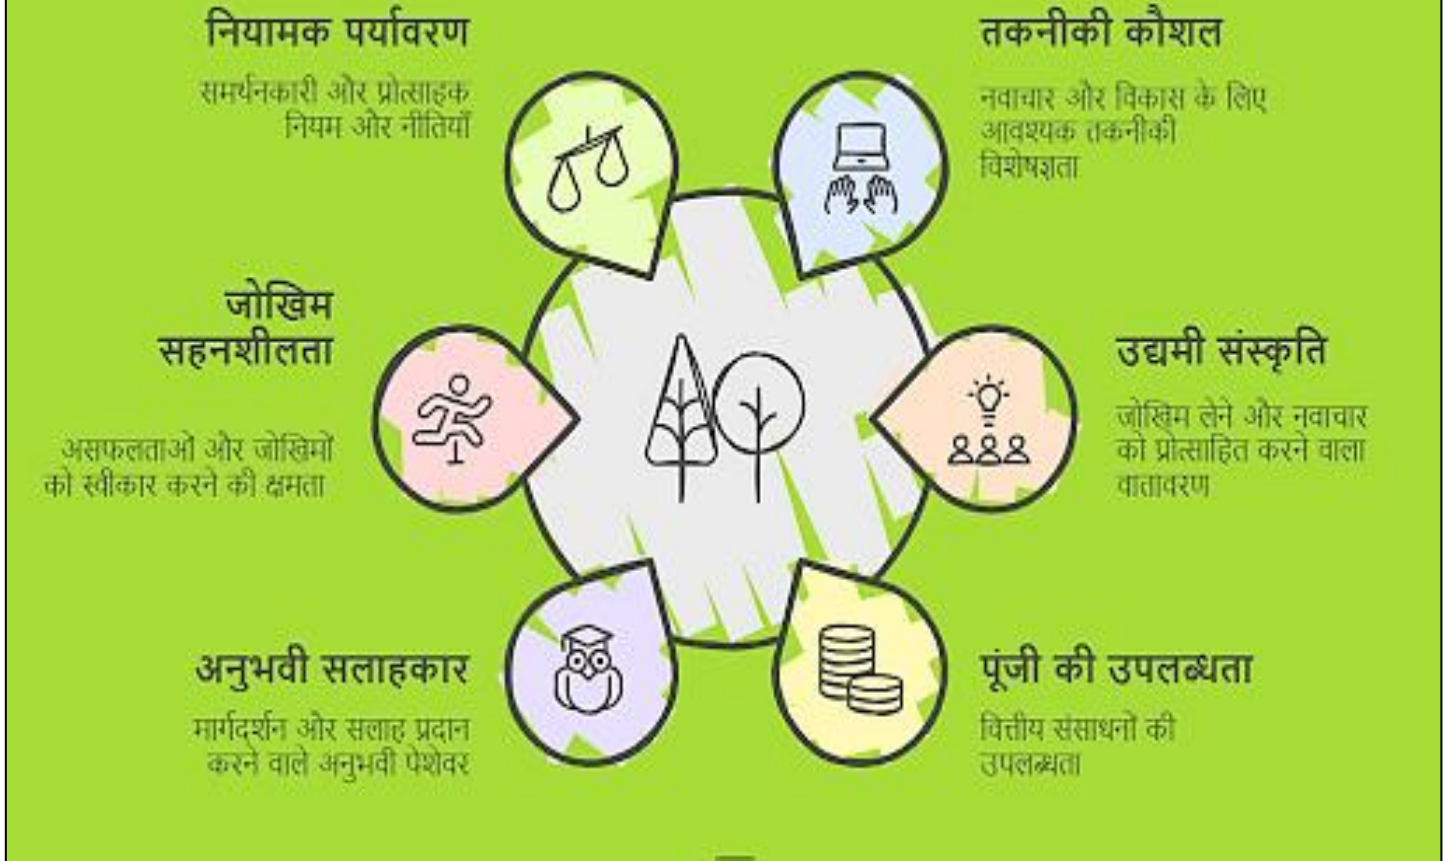 नियामक पर्यावरण
समर्थनकारी और प्रोत्साहक
नियम और नीतियाँ
तकनीकी कौशल
नवाचार और विकास के लिए
आवश्यक तकनीकी
विशेषज्ञता
जोखिम
सहनशीलता
असफलताओं और जोखिमों
को स्वीकार करने की क्षमता
उद्यमी संस्कृति
जोखिम लेने और नवाचार
को प्रोत्साहित करने वाला
वातावरण
अनुभवी सलाहकार
मार्गदर्शन और सलाह प्रदान
करने वाले अनुभवी पेशेवर
पूंजी की उपलब्धता
वित्तीय संसाधनों की
उपलब्धता